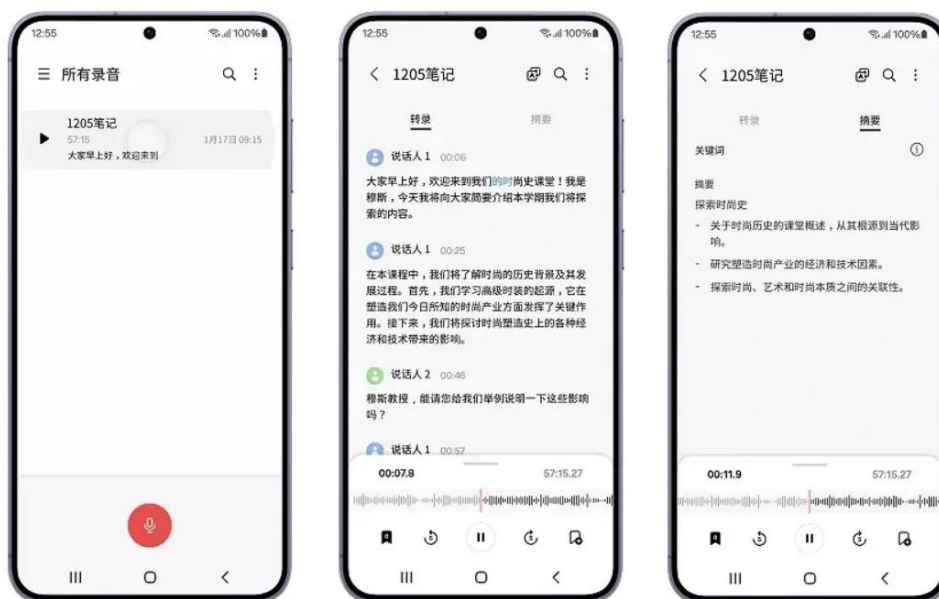 12:55
100%
所有录音
1205笔记
57:15
1月17日 09:15
大家早上好，欢迎来到
12:55
100%
1205笔记
转录
摘要
说话人 1 00:06
大家早上好，欢迎来到我们的时尚史课堂！我是
穆斯，今天我将向大家简要介绍本学期我们将探
索的内容。
说话人 1 00:25
在本课程中，我们将了解时尚的历史背景及其发
展过程。首先，我们学习高级时装的起源，它在
塑造我们今日所知的时尚产业方面发挥了关键作
用。接下来，我们将探讨时尚塑造史上的各种经
济和技术带来的影响。
说话人 2 00:46
穆斯教授，能请您给我们举例说明一下这些影响
吗？
说话人 1 00:57
00:07.8
57:15.27
5
5
12:55
100%
1205笔记
转录
摘要
关键词
摘要
探索时尚史
- 关于时尚历史的课堂概述，从其根源到当代影
响。
- 研究塑造时尚产业的经济和技术因素。
- 探索时尚、艺术和时尚本质之间的关联性。
00:11.9
57:15.27
5
5